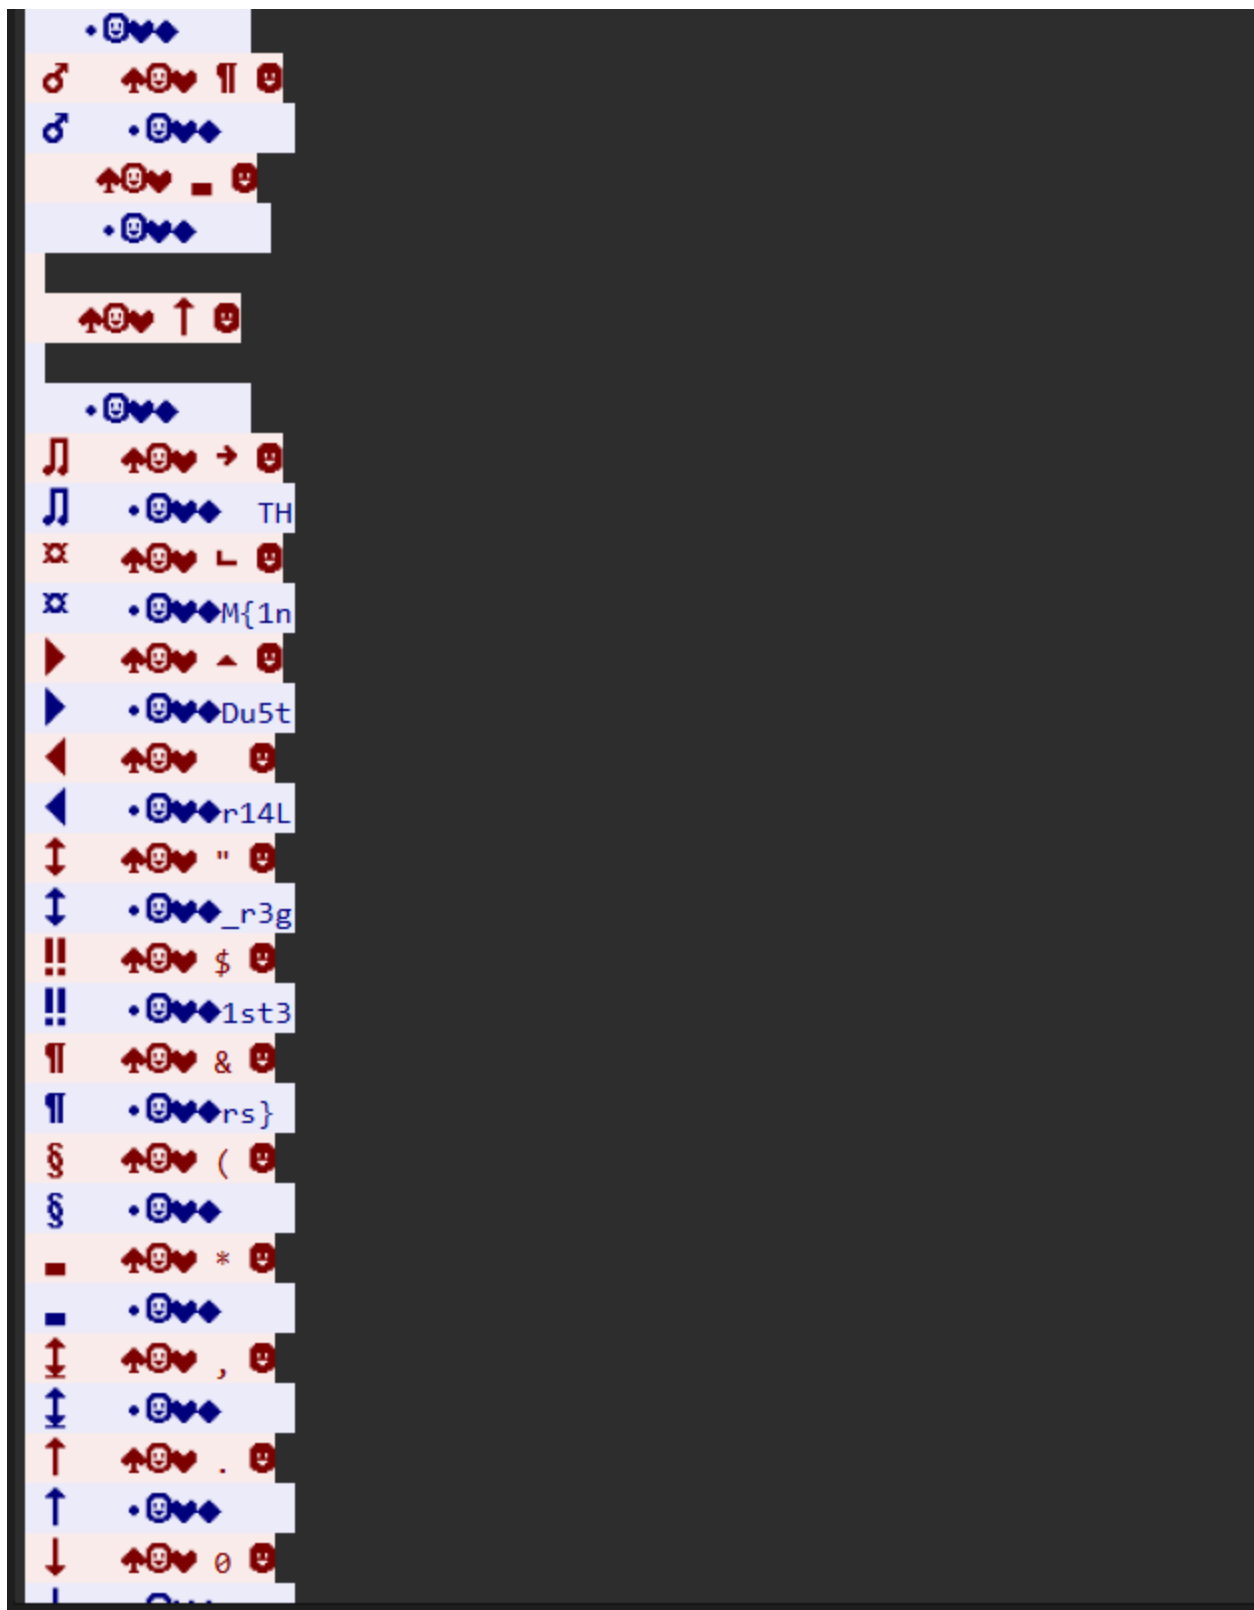 •☺♥♦
♂ ♠☺♥ ¶ ☻
♂ •☺♥♦
♠☺♥ ▬ ☻
•☺♥♦
♠☺♥ ↑ ☻
•☺♥♦
♫ ♠☺♥ → ☻
♫ •☺♥♦ TH
¤ ♠☺♥ ∟ ☻
¤ •☺♥♦M{1n
► ♠☺♥ ▲ ☻
► •☺♥♦Du5t
◄ ♠☺♥ ☻
◄ •☺♥♦r14L
↕ ♠☺♥ " ☻
↕ •☺♥♦_r3g
‼ ♠☺♥ $ ☻
‼ •☺♥♦1st3
¶ ♠☺♥ & ☻
¶ •☺♥♦rs}
§ ♠☺♥ ( ☻
§ •☺♥♦
▬ ♠☺♥ * ☻
▬ •☺♥♦
↨ ♠☺♥ , ☻
↨ •☺♥♦
↑ ♠☺♥ . ☻
↑ •☺♥♦
↓ ♠☺♥ 0 ☻